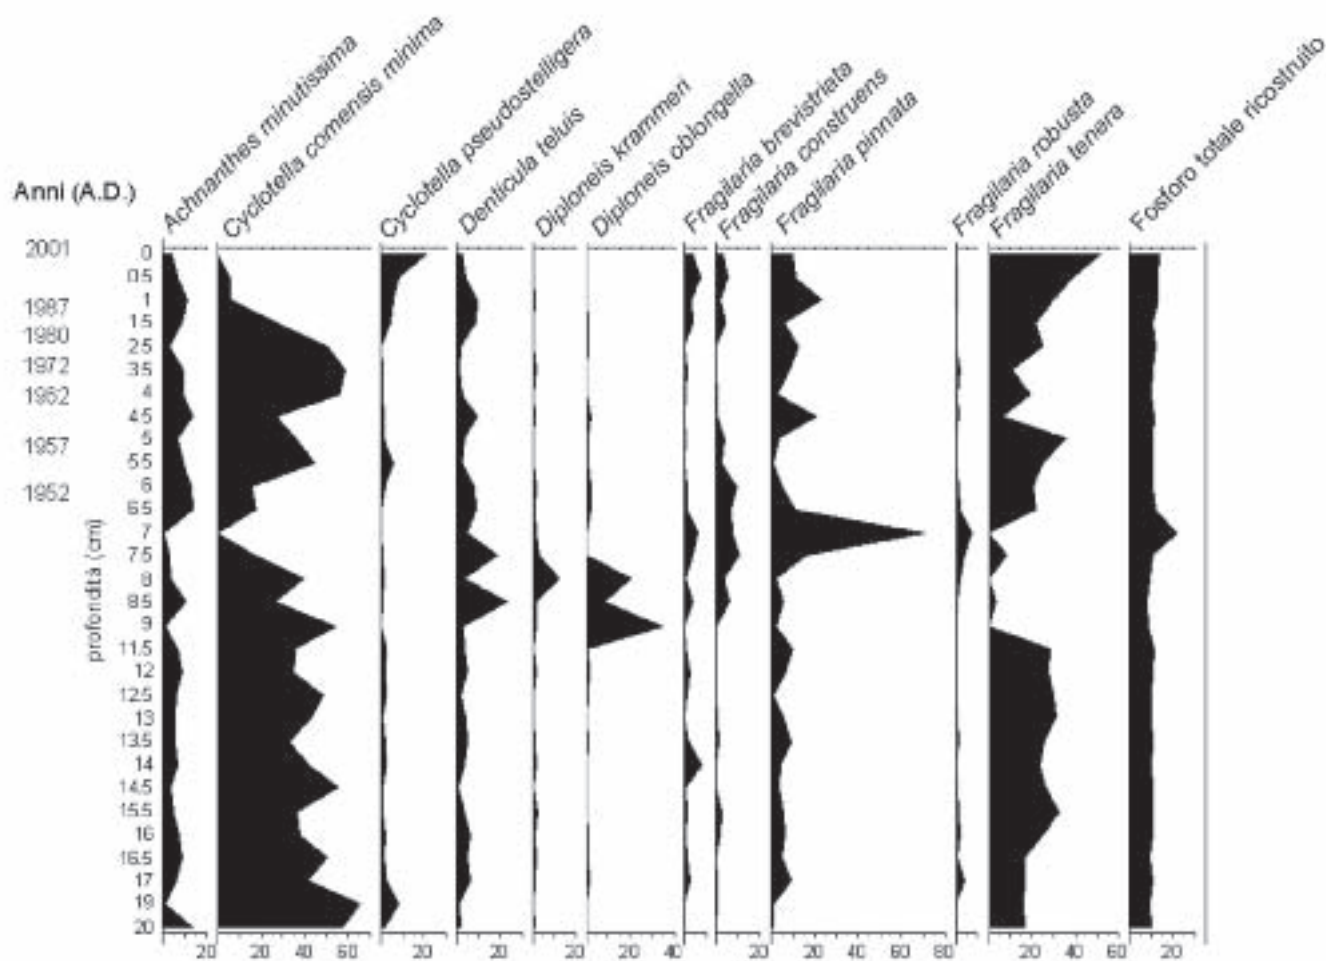 Achnanthes minutissima
Cyclotella comensis minima
Cyclotella pseudostelligera
Denticula teluis
Diploneis krammeri
Diploneis oblongella
Fragilaria brevistriata
Fragilaria construens
Fragilaria pinnata
Fragilaria robusta
Fragilaria tenera
Fosforo totale ricostruito
Anni (A.D.)
2001
1987
1980
1972
1962
1957
1952
profondità (cm)
0
0.5
1
1.5
2.5
3.5
4
4.5
5
5.5
6
6.5
7
7.5
8
8.5
9
11.5
12
12.5
13
13.5
14
14.5
15.5
16
16.5
17
19
20
20 20 40 60 20 20 20 20 20 40 60 80 20 40 60 20